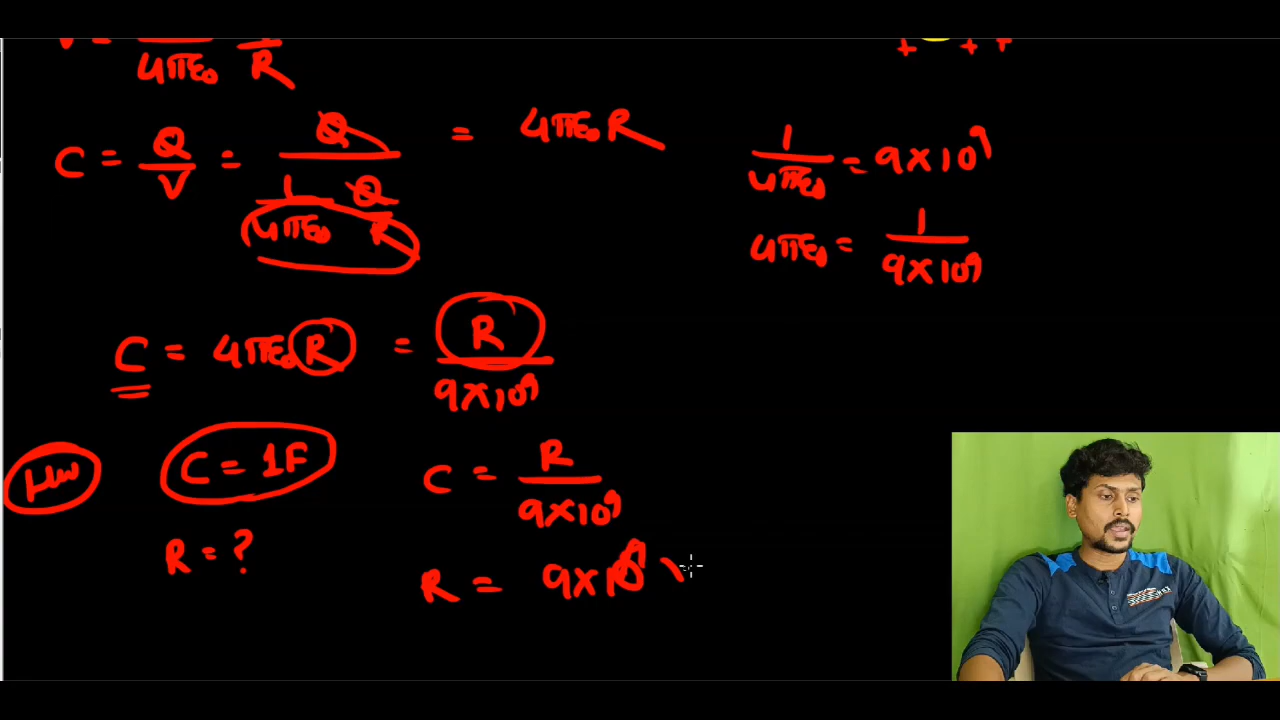 4πε₀ R
C = Q/V = Q / (1/4πε₀ Q/R) = 4πε₀R
1/4πε₀ = 9×10⁹
4πε₀ = 1/9×10⁹
C = 4πε₀R = R/9×10⁹
HW C = 1F
R = ?
C = R/9×10⁹
R = 9×10⁹ ×